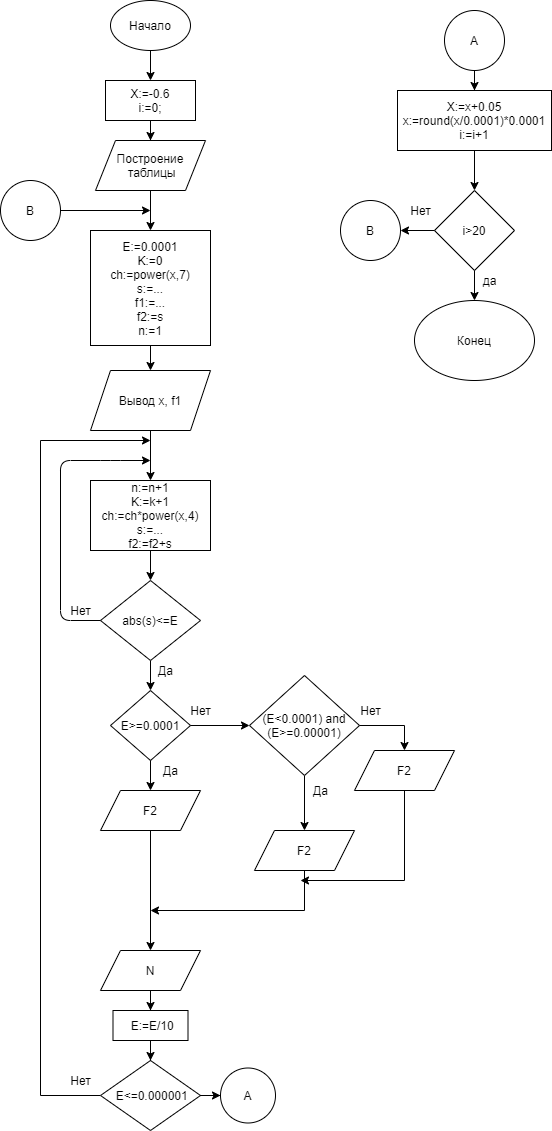 Начало
X:=-0.6
i:=0;
Построение
таблицы
B
E:=0.0001
K:=0
ch:=power(x,7)
s:=...
f1:=...
f2:=s
n:=1
Вывод x, f1
n:=n+1
K:=k+1
ch:=ch*power(x,4)
s:=...
f2:=f2+s
Нет
abs(s)<=E
Да
E>=0.0001
Нет
(E<0.0001) and
(E>=0.00001)
Нет
Да
F2
Да
F2
F2
N
E:=E/10
Нет
E<=0.000001
A
A
X:=x+0.05
x:=round(x/0.0001)*0.0001
i:=i+1
Нет
B
i>20
да
Конец